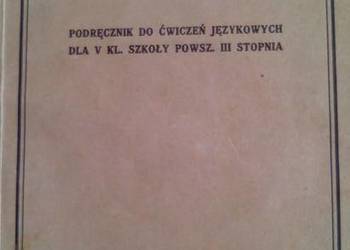 PODRĘCZNIK DO ĆWICZEŃ JĘZYKOWYCH
DLA V KL. SZKOŁY POWSZ. III STOPNIA